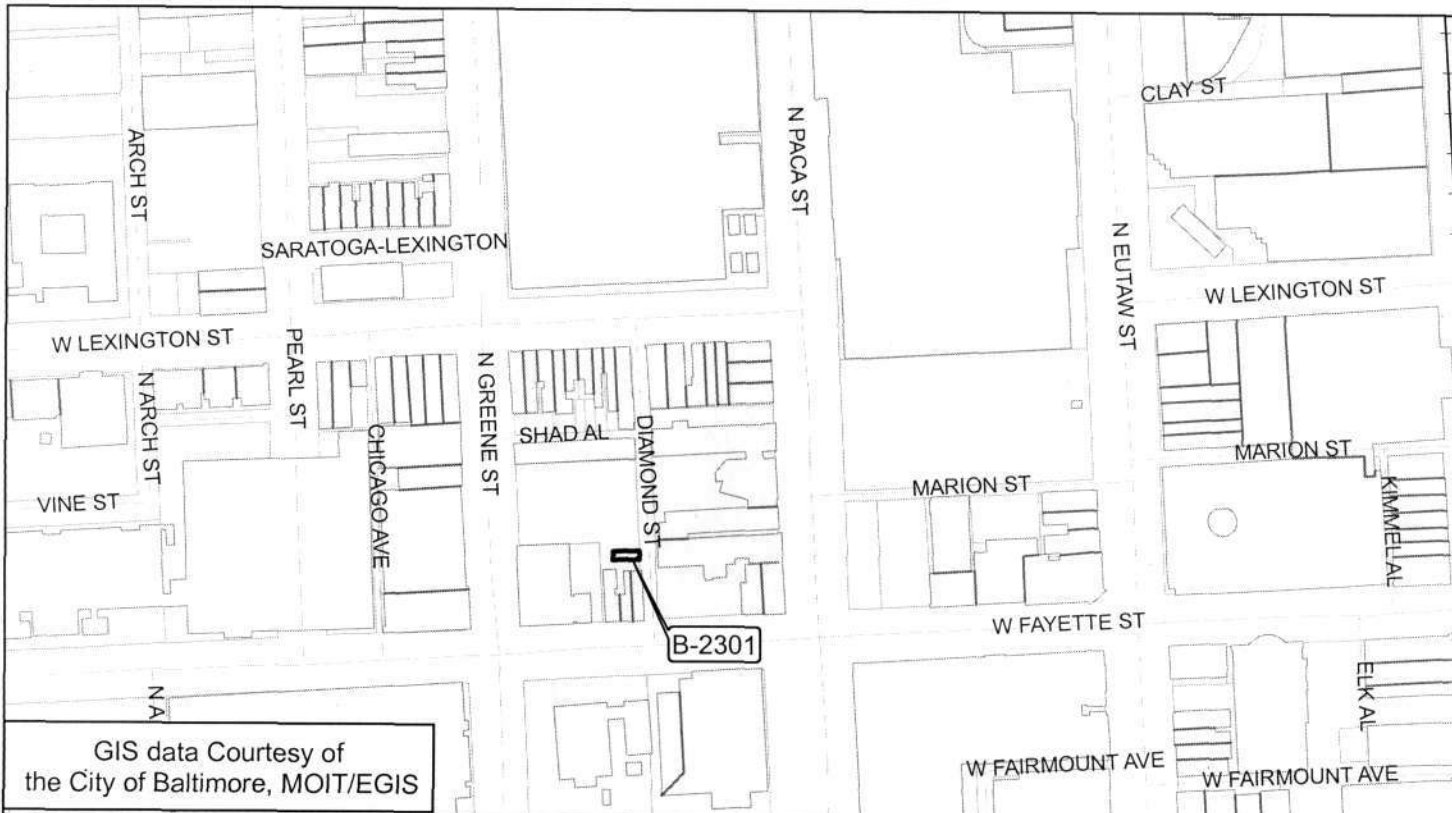 CLAY ST
N PACA ST
ARCH ST
SARATOGA-LEXINGTON
N EUTAW ST
W LEXINGTON ST
W LEXINGTON ST
PEARL ST
N GREENE ST
N ARCH ST
CHICAGO AVE
SHAD AL
DIAMOND ST
MARION ST
MARION ST
KIMMEL AL
VINE ST
W FAYETTE ST
B-2301
N A
ELK AL
GIS data Courtesy of
the City of Baltimore, MOIT/EGIS
W FAIRMOUNT AVE
W FAIRMOUNT AVE